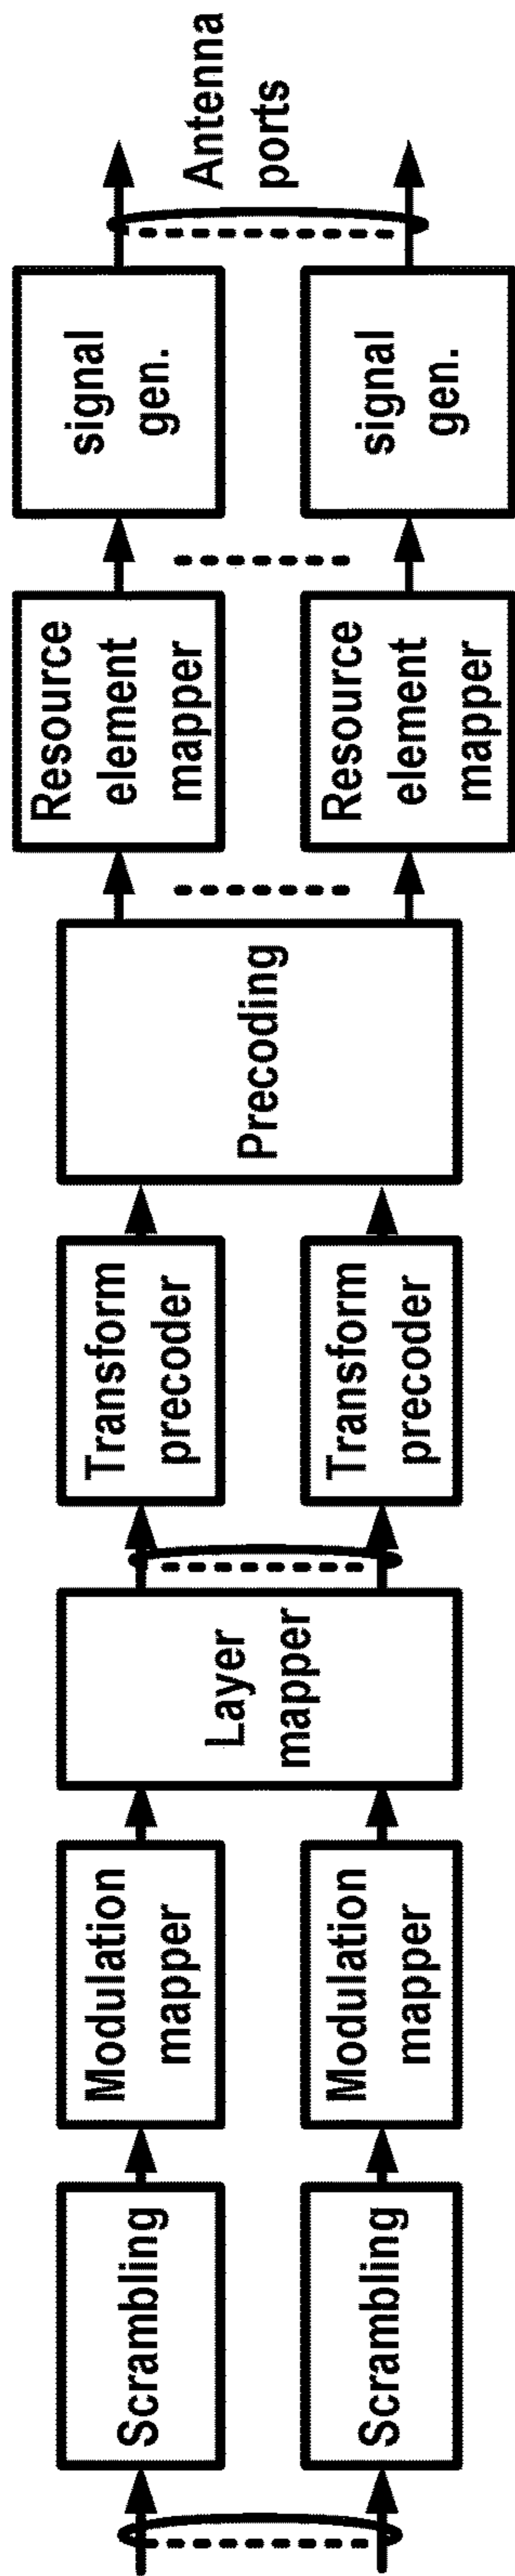 Scrambling
Scrambling
Modulation
mapper
Modulation
mapper
Layer
mapper
Transform
precoder
Transform
precoder
Precoding
Resource
element
mapper
Resource
element
mapper
signal
gen.
signal
gen.
Antenna
ports